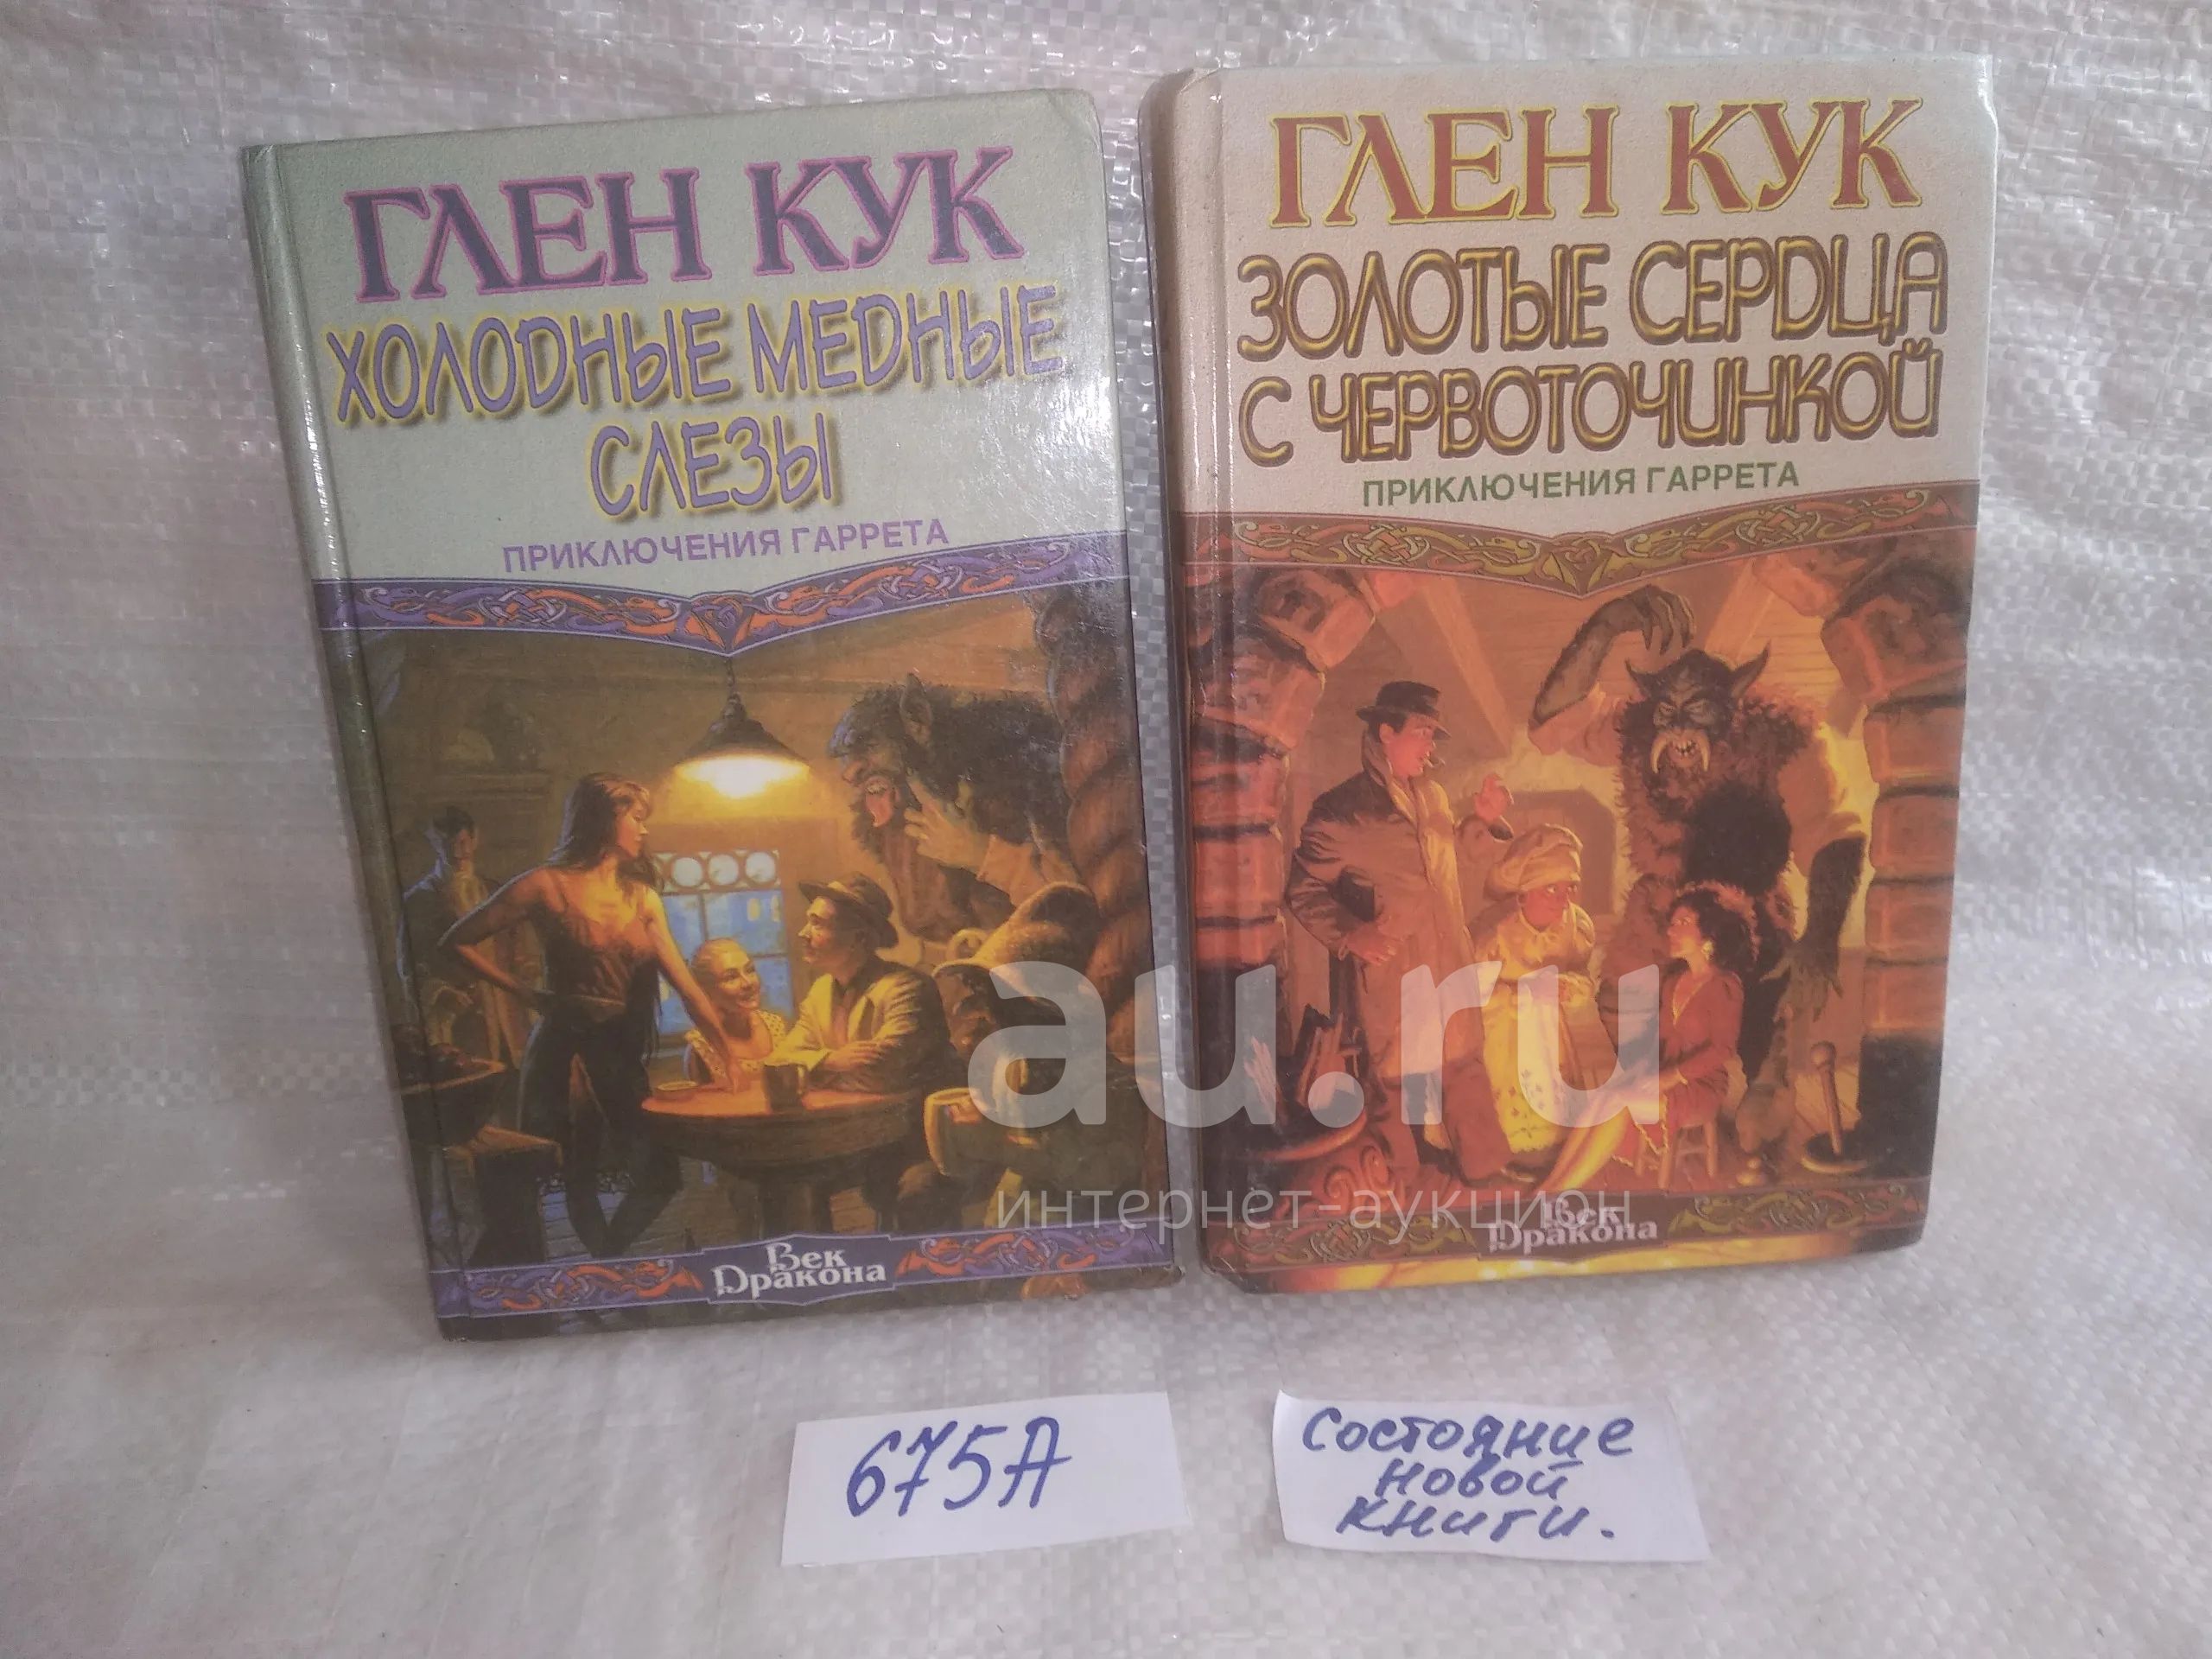 ГЛЕН КУК
ХОЛОДНЫЕ МЕДНЫЕ
СЛЕЗЫ
ПРИКЛЮЧЕНИЯ ГАРРЕТА
Век
Дракона
ГЛЕН КУК
ЗОЛОТЫЕ СЕРДЦА
С ЧЕРВОТОЧИНКОЙ
ПРИКЛЮЧЕНИЯ ГАРРЕТА
Век
Дракона
au.ru
интернет-аукцион
675А
Состояние
новой
книги.